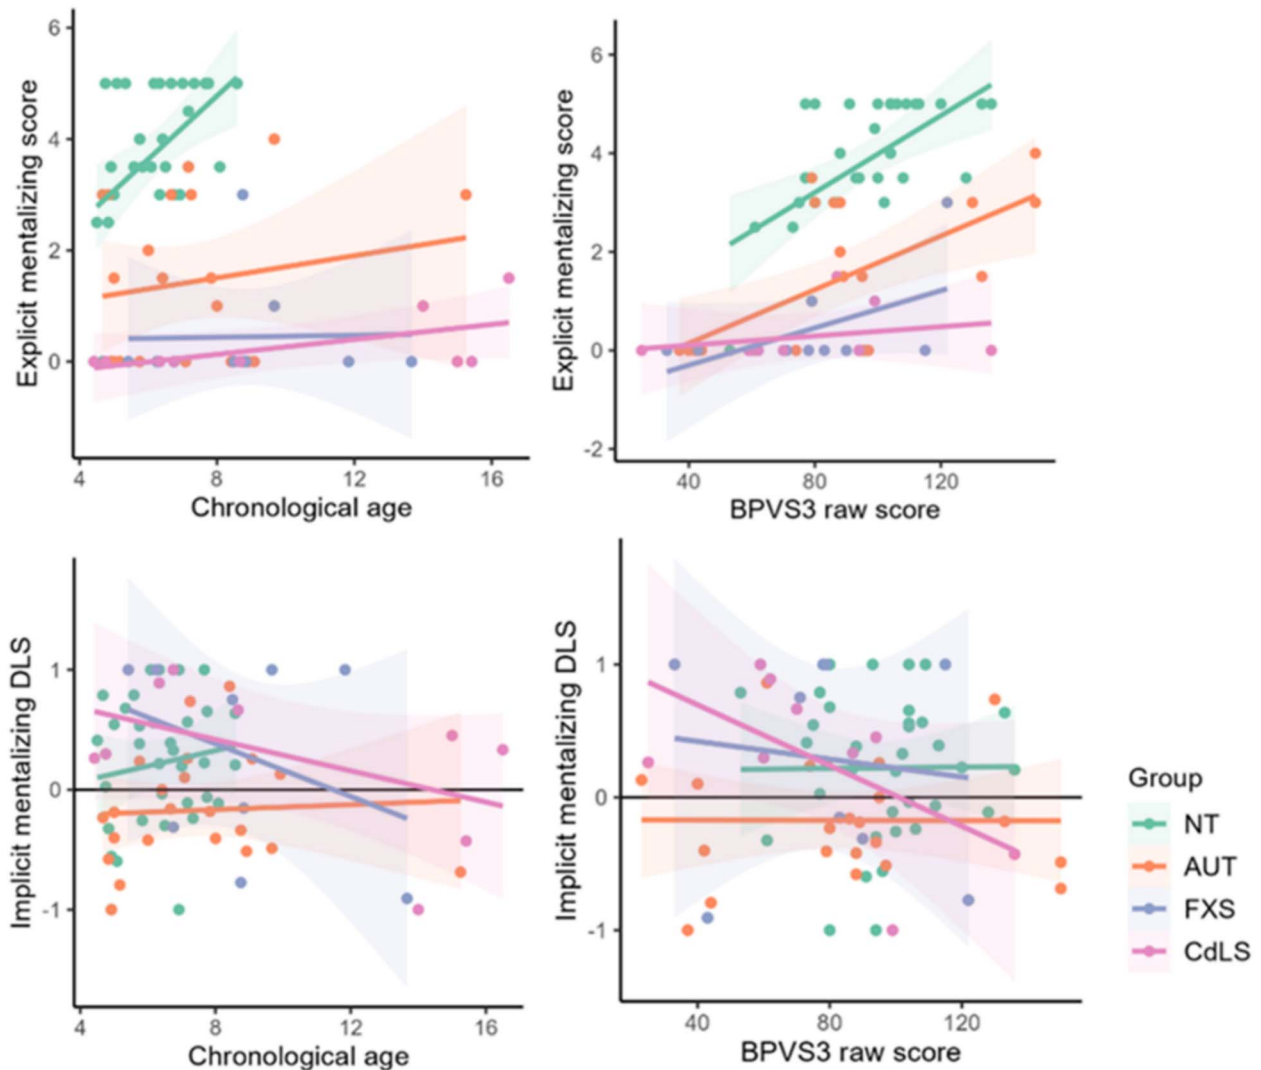 Explicit mentalizing score
6
4
2
0
4
8
12
16
Chronological age
Explicit mentalizing score
6
4
2
0
-2
40
80
120
BPVS3 raw score
Implicit mentalizing DLS
1
0
-1
4
8
12
16
Chronological age
Implicit mentalizing DLS
1
0
-1
40
80
120
BPVS3 raw score
Group
NT
AUT
FXS
CdLS